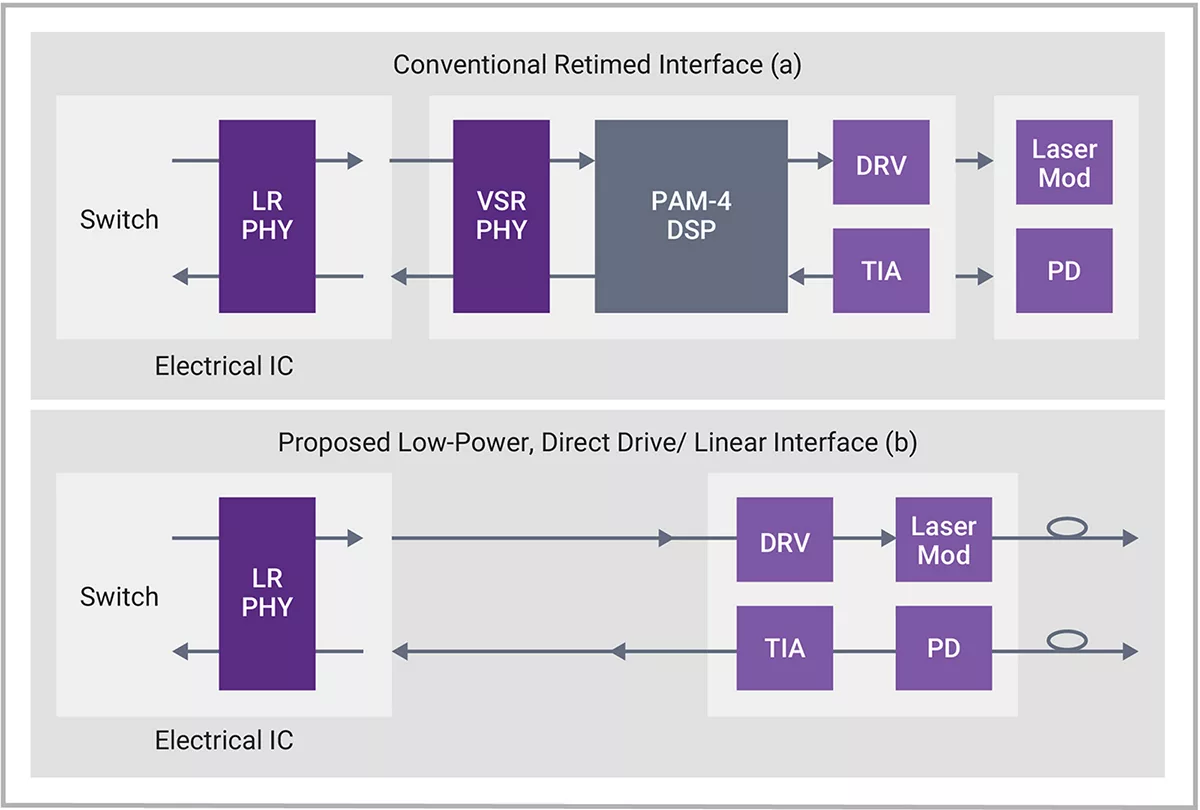 Conventional Retimed Interface (a)
Switch
LR
PHY
VSR
PHY
PAM-4
DSP
DRV
TIA
Laser
Mod
PD
Electrical IC
Proposed Low-Power, Direct Drive/ Linear Interface (b)
Switch
LR
PHY
DRV
Laser
Mod
TIA
PD
Electrical IC